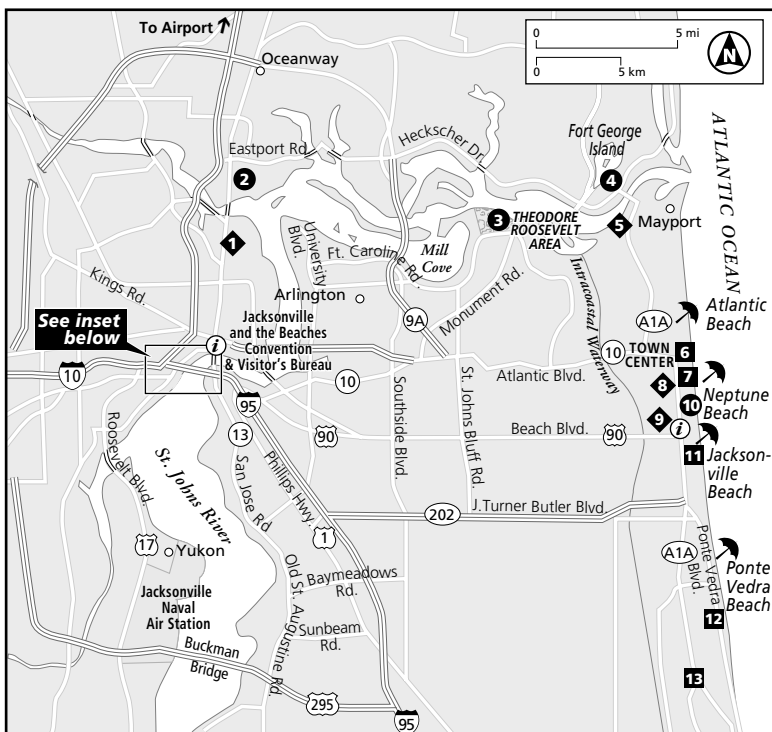 To Airport
0 5 mi
0 5 km
N
Oceanway
Eastport Rd.
Heckscher Dr.
Fort George
Island
2
4
ATLANTIC OCEAN
3
THEODORE
ROOSEVELT
AREA
5
Mayport
1
University
Blvd.
Ft. Caroline Rd.
Mill
Cove
Kings Rd.
Arlington
Monument Rd.
Intracoastal Waterway
9A
A1A
Atlantic
Beach
See inset
below
i
Jacksonville
and the Beaches
Convention
& Visitor's Bureau
10
TOWN
CENTER
6
10
10
Atlantic Blvd.
7
8
Neptune
Beach
10
95
Southside Blvd.
St. Johns Bluff Rd.
9
i
13
90
Beach Blvd.
90
11
Jackson-
ville
Beach
Roosevelt Blvd.
St. Johns River
San Jose Rd.
Phillips Hwy.
202
J.Turner Butler Blvd.
17
Yukon
1
A1A
Ponte Vedra
Blvd.
Ponte
Vedra
Beach
Jacksonville
Naval
Air Station
Old St. Augustine Rd.
Baymeadows
Rd.
Sunbeam
Rd.
12
Buckman
Bridge
13
295
95